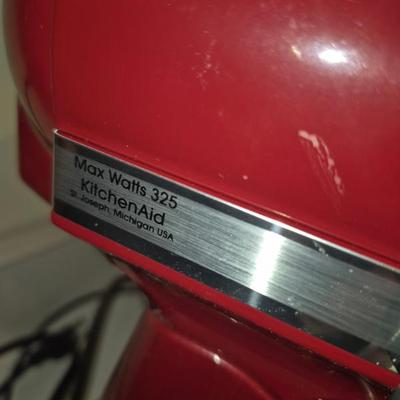 Max Watts 325
KitchenAid
St Joseph, Michigan USA